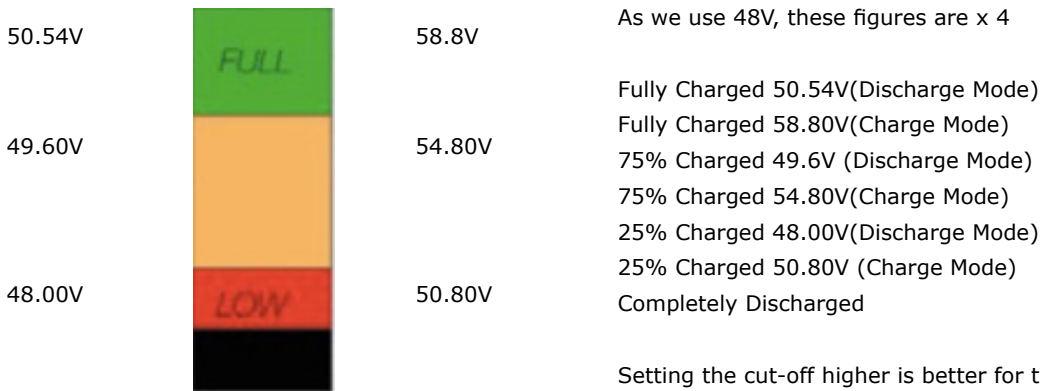 50.54V
FULL
58.8V
49.60V
54.80V
48.00V
LOW
50.80V
As we use 48V, these figures are x 4
Fully Charged 50.54V(Discharge Mode)
Fully Charged 58.80V(Charge Mode)
75% Charged 49.6V (Discharge Mode)
75% Charged 54.80V(Charge Mode)
25% Charged 48.00V(Discharge Mode)
25% Charged 50.80V (Charge Mode)
Completely Discharged
Setting the cut-off higher is better for t